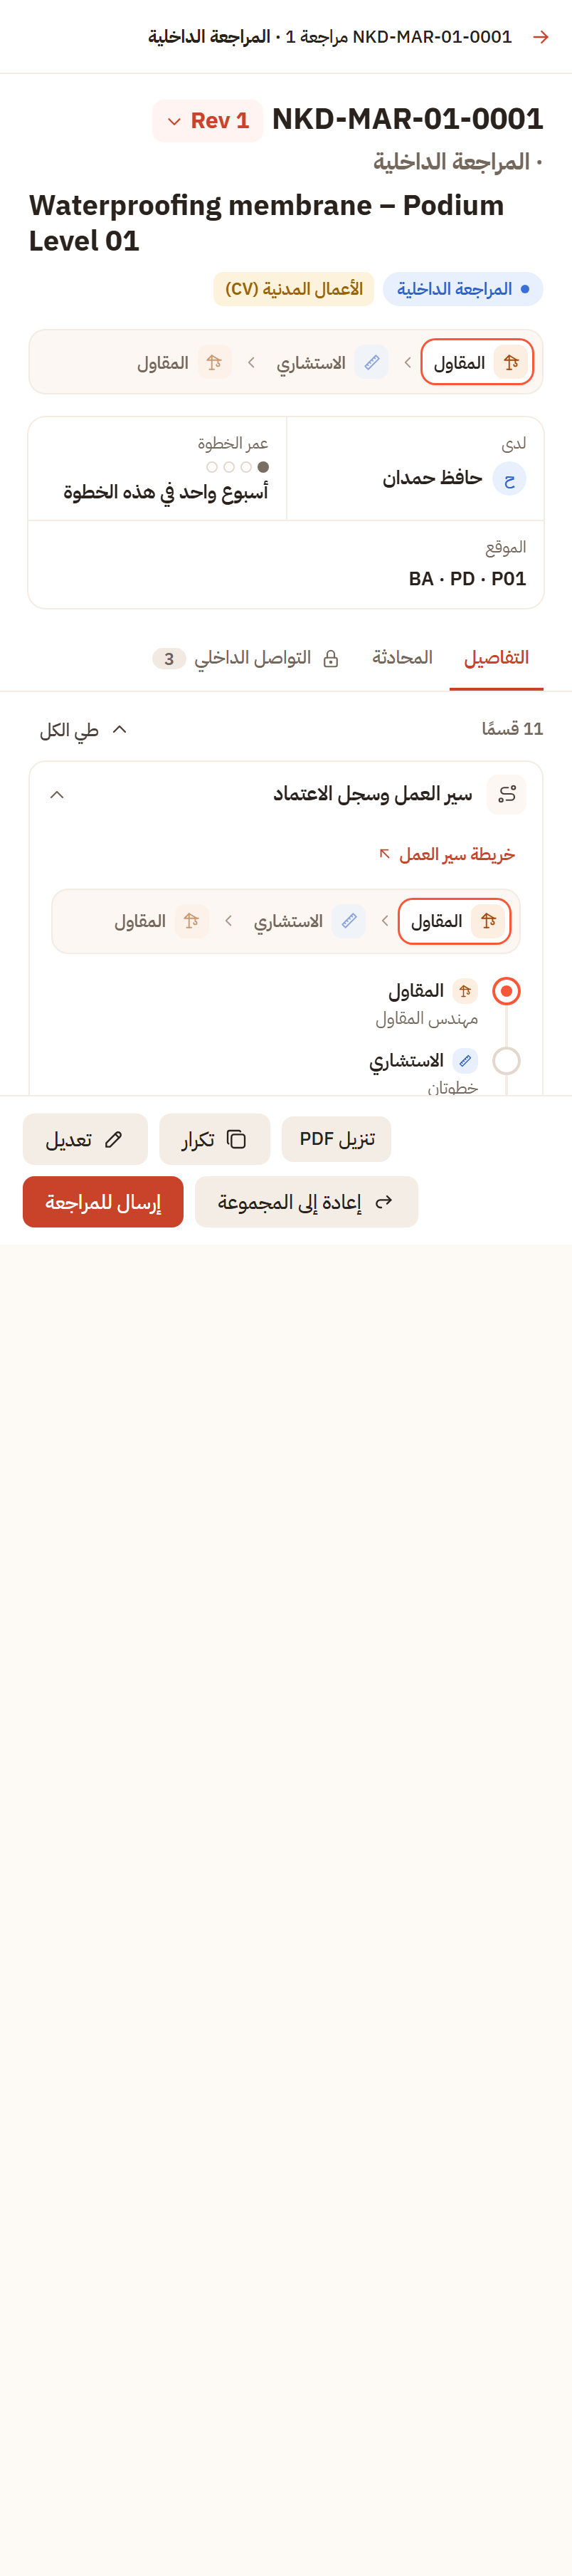 NKD-MAR-01-0001 مراجعة 1 · المراجعة الداخلية
NKD-MAR-01-0001 Rev 1
· المراجعة الداخلية
Waterproofing membrane – Podium
Level 01
المراجعة الداخلية
الأعمال المدنية (CV)
المقاول
الاستشاري
المقاول
لدى
ح حافظ حمدان
عمر الخطوة
أسبوع واحد في هذه الخطوة
الموقع
BA · PD · P01
التفاصيل
المحادثة
التواصل الداخلي 3
11 قسمًا
طي الكل
سير العمل وسجل الاعتماد
خريطة سير العمل
المقاول
الاستشاري
المقاول
المقاول
مهندس المقاول
الاستشاري
خطوتان
تنزيل PDF
تكرار
تعديل
إعادة إلى المجموعة
إرسال للمراجعة